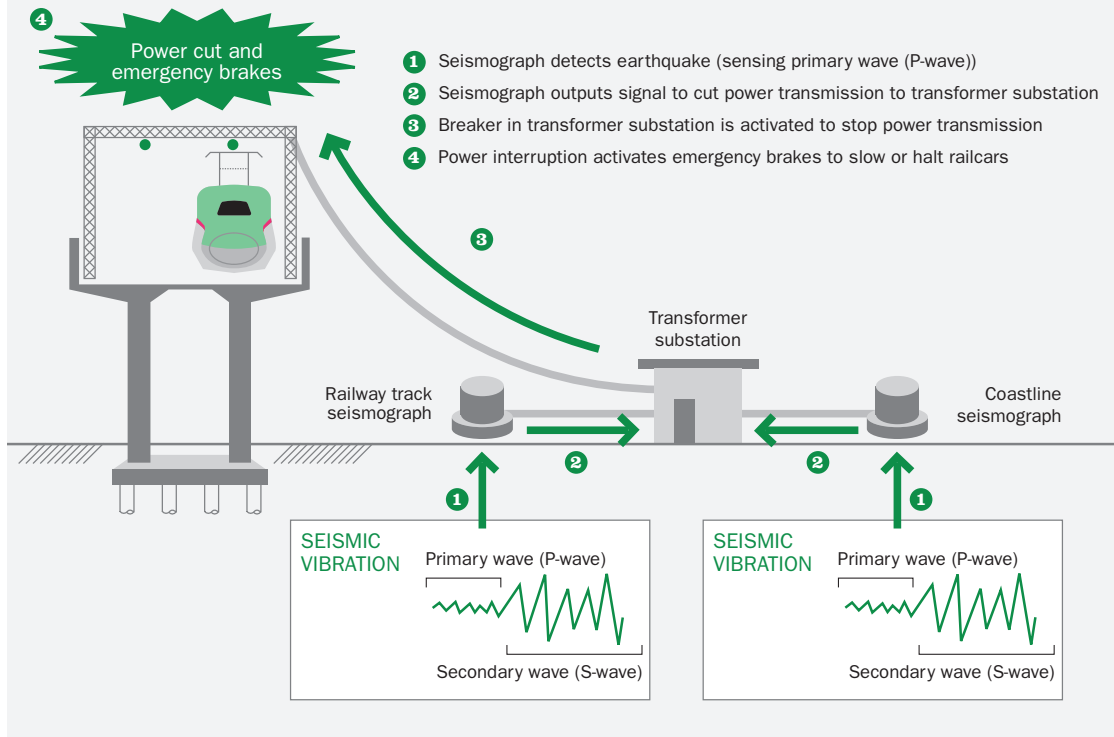 4
Power cut and
emergency brakes
1 Seismograph detects earthquake (sensing primary wave (P-wave))
2 Seismograph outputs signal to cut power transmission to transformer substation
3 Breaker in transformer substation is activated to stop power transmission
4 Power interruption activates emergency brakes to slow or halt railcars
3
Transformer
substation
Railway track
seismograph
Coastline
seismograph
2
2
1
1
SEISMIC
VIBRATION
Primary wave (P-wave)
Secondary wave (S-wave)
SEISMIC
VIBRATION
Primary wave (P-wave)
Secondary wave (S-wave)